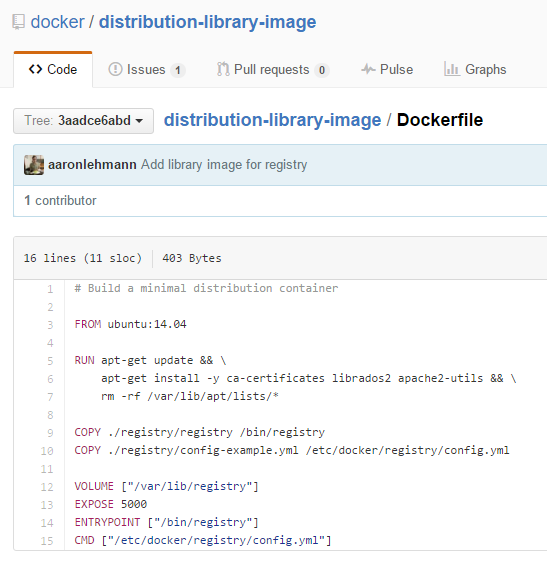 docker / distribution-library-image
<> Code Issues 1 Pull requests 0 Pulse Graphs
Tree: 3aadce6abd distribution-library-image / Dockerfile
aaronlehmann Add library image for registry
1 contributor
16 lines (11 sloc) 403 Bytes
1 # Build a minimal distribution container
2
3 FROM ubuntu:14.04
4
5 RUN apt-get update && \
6 apt-get install -y ca-certificates librados2 apache2-utils && \
7 rm -rf /var/lib/apt/lists/*
8
9 COPY ./registry/registry /bin/registry
10 COPY ./registry/config-example.yml /etc/docker/registry/config.yml
11
12 VOLUME ["/var/lib/registry"]
13 EXPOSE 5000
14 ENTRYPOINT ["/bin/registry"]
15 CMD ["/etc/docker/registry/config.yml"]